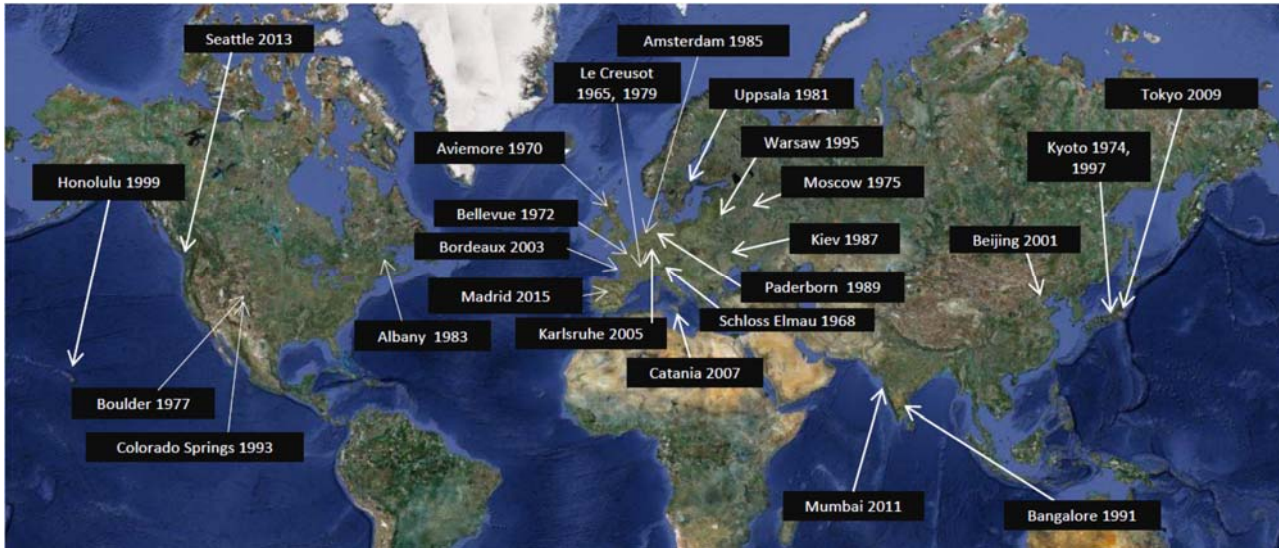 Seattle 2013
Amsterdam 1985
Le Creusot
1965, 1979
Uppsala 1981
Tokyo 2009
Aviemore 1970
Warsaw 1995
Kyoto 1974,
1997
Honolulu 1999
Moscow 1975
Bellevue 1972
Bordeaux 2003
Kiev 1987
Beijing 2001
Madrid 2015
Paderborn 1989
Albany 1983
Karlsruhe 2005
Schloss Elmau 1968
Catania 2007
Boulder 1977
Colorado Springs 1993
Mumbai 2011
Bangalore 1991